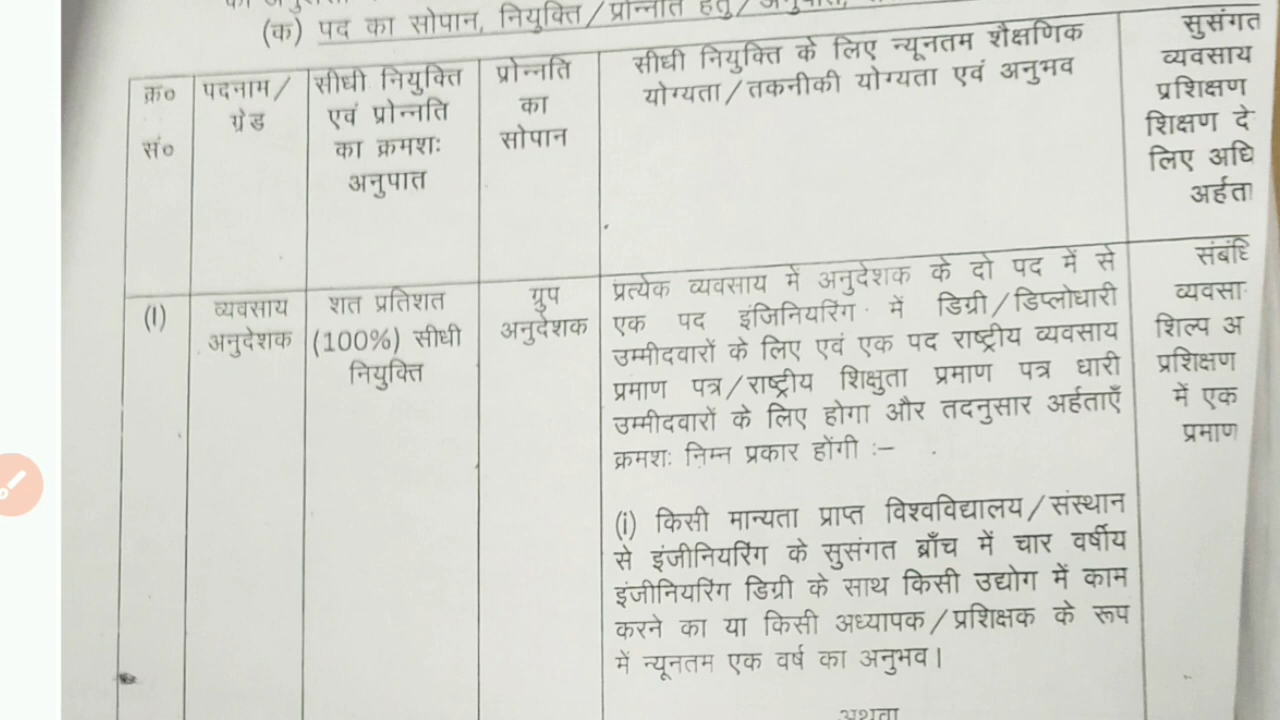 (क) पद का सोपान, नियुक्ति/प्रोन्नति हेतु/अनुपात,
क्र०
सं०
पदनाम/
ग्रेड
सीधी नियुक्ति
एवं प्रोन्नति
का क्रमशः
अनुपात
प्रोन्नति
का
सोपान
सीधी नियुक्ति के लिए न्यूनतम शैक्षणिक
योग्यता/तकनीकी योग्यता एवं अनुभव
सुसंगत
व्यवसाय
प्रशिक्षण
शिक्षण दे
लिए अधि
अर्हता
(I)
व्यवसाय
अनुदेशक
शत प्रतिशत
(100%) सीधी
नियुक्ति
ग्रुप
अनुदेशक
प्रत्येक व्यवसाय में अनुदेशक के दो पद में से
एक पद इंजिनियरिंग में डिग्री/डिप्लोधारी
उम्मीदवारों के लिए एवं एक पद राष्ट्रीय व्यवसाय
प्रमाण पत्र/राष्ट्रीय शिक्षुता प्रमाण पत्र धारी
उम्मीदवारों के लिए होगा और तदनुसार अर्हताएँ
क्रमशः निम्न प्रकार होंगी :–
(i) किसी मान्यता प्राप्त विश्वविद्यालय/संस्थान
से इंजीनियरिंग के सुसंगत ब्राँच में चार वर्षीय
इंजीनियरिंग डिग्री के साथ किसी उद्योग में काम
करने का या किसी अध्यापक/प्रशिक्षक के रूप
में न्यूनतम एक वर्ष का अनुभव।
अथवा
संबंधि
व्यवसा
शिल्प अ
प्रशिक्षण
में एक
प्रमाण